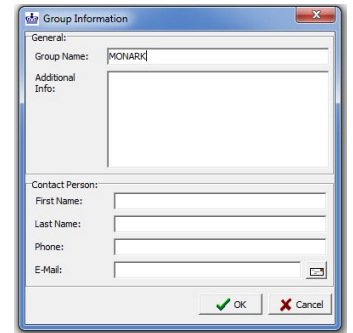 Group Information
General:
Group Name: MONARK
Additional
Info:
Contact Person:
First Name:
Last Name:
Phone:
E-Mail:
OK Cancel